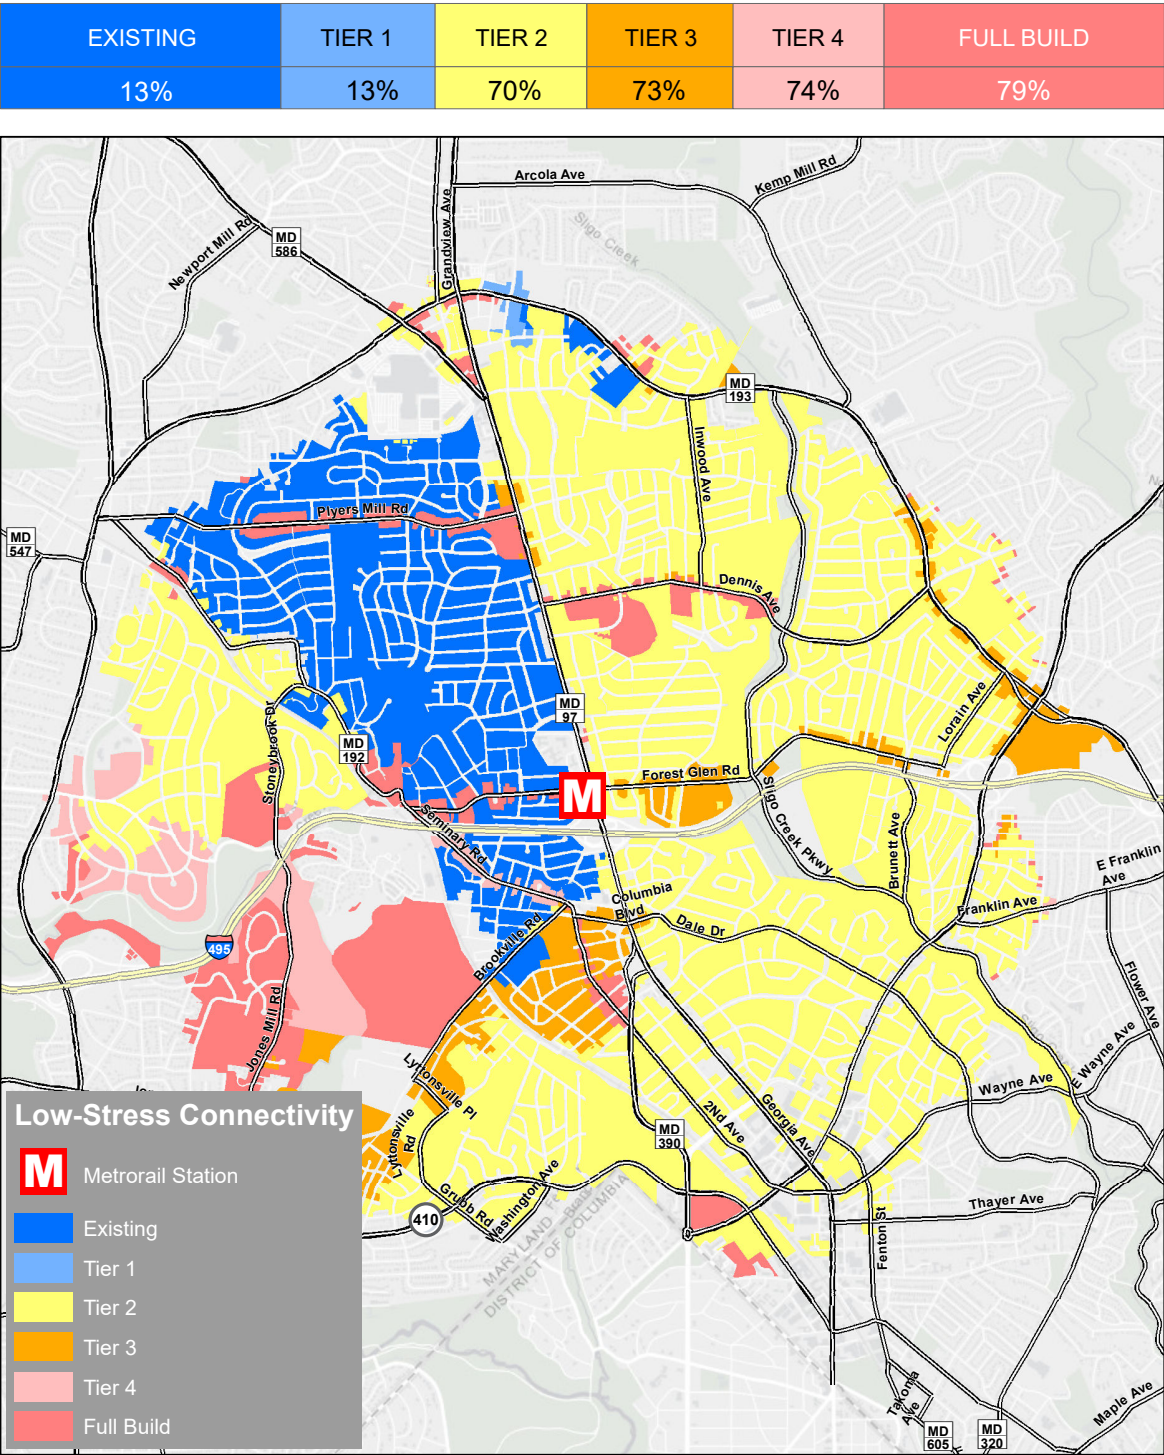 EXISTING TIER 1 TIER 2 TIER 3 TIER 4 FULL BUILD
13% 13% 70% 73% 74% 79%
Arcola Ave
Kemp Mill Rd
Newport Mill Rd
Grandview Ave
Sligo Creek
MD
586
MD
193
Inwood Ave
Plyers Mill Rd
MD
547
Dennis Ave
MD
97
Lorain Ave
Stoneybrook Dr
MD
192
Forest Glen Rd
M
Sligo Creek Pkwy
Seminary Rd
Brunett Ave
E Franklin
Ave
Columbia
Blvd
Franklin Ave
Dale Dr
Brookville Rd
495
Flower Ave
Jones Mill Rd
E Wayne Ave
Lyttonsville Pl
Wayne Ave
Lyttonsville
Rd
2Nd Ave
Georgia Ave
MD
390
Washington Ave
Grubb Rd
410
Thayer Ave
Fenton St
MARYLAND
DISTRICT OF COLUMBIA
Low-Stress Connectivity
M Metrorail Station
Existing
Tier 1
Tier 2
Tier 3
Tier 4
Full Build
Takoma
Ave
Maple Ave
MD
605
MD
320